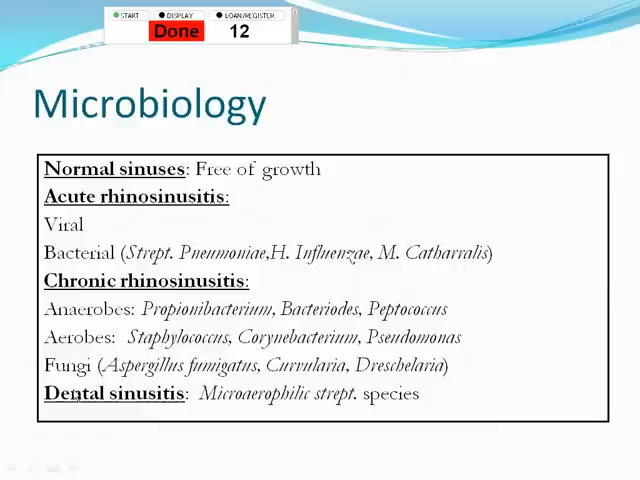 START DISPLAY LOAN/REGISTER
Done 12
Microbiology
Normal sinuses: Free of growth
Acute rhinosinusitis:
Viral
Bacterial (Strept. Pneumoniae,H. Influenzae, M. Catharralis)
Chronic rhinosinusitis:
Anaerobes: Propionibacterium, Bacteriodes, Peptococcus
Aerobes: Staphylococcus, Corynebacterium, Pseudomonas
Fungi (Aspergillus fumigatus, Curvularia, Dreschelaria)
Dental sinusitis: Microaerophilic strept. species